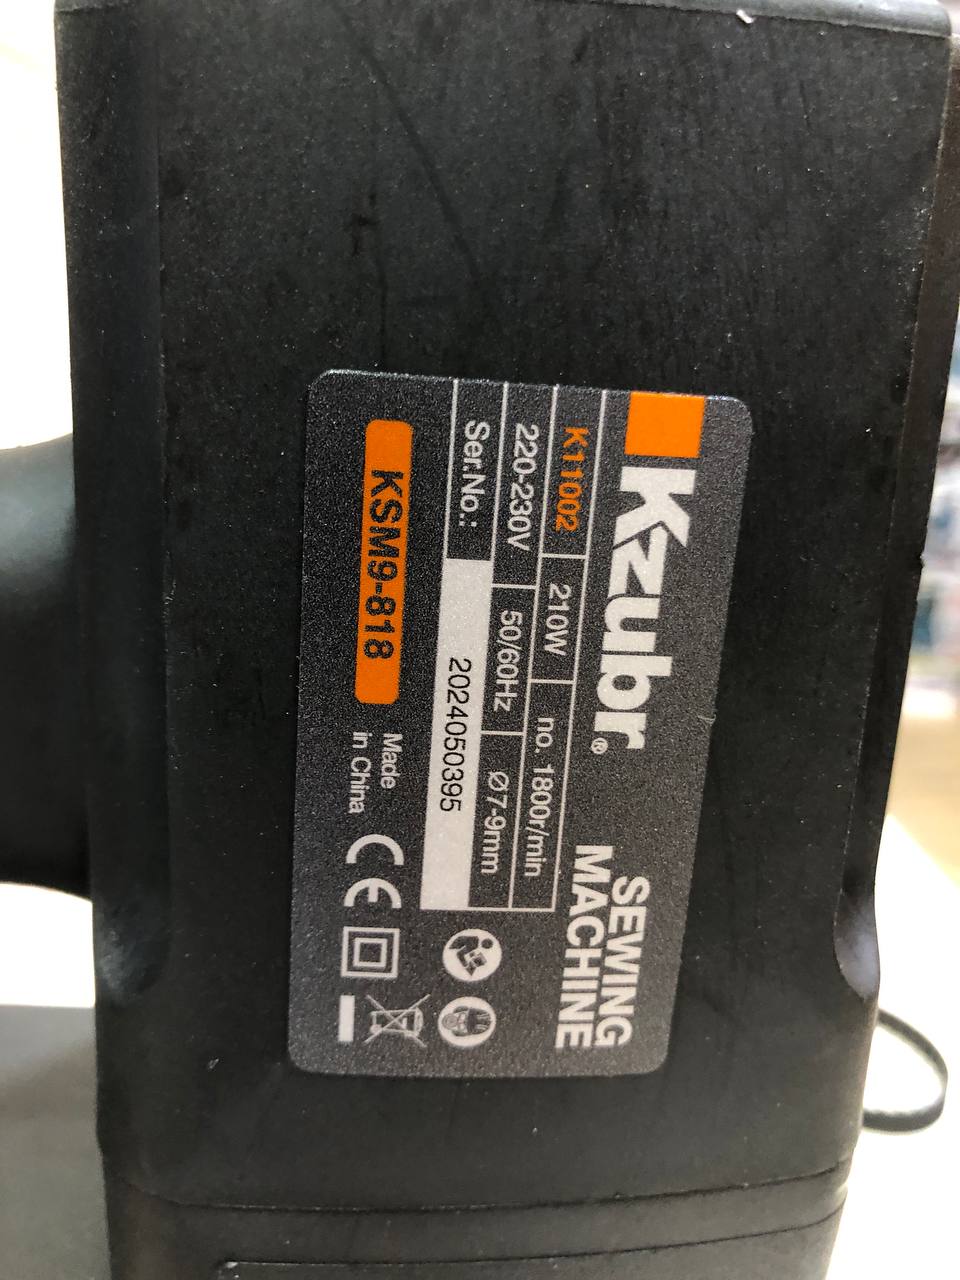 Kzubr®
SEWING
MACHINE
K11002 210W no. 1800r/min
220-230V 50/60Hz Ø7-9mm
Ser.No.: 2024050395
KSM9-818
Made
in China
CE